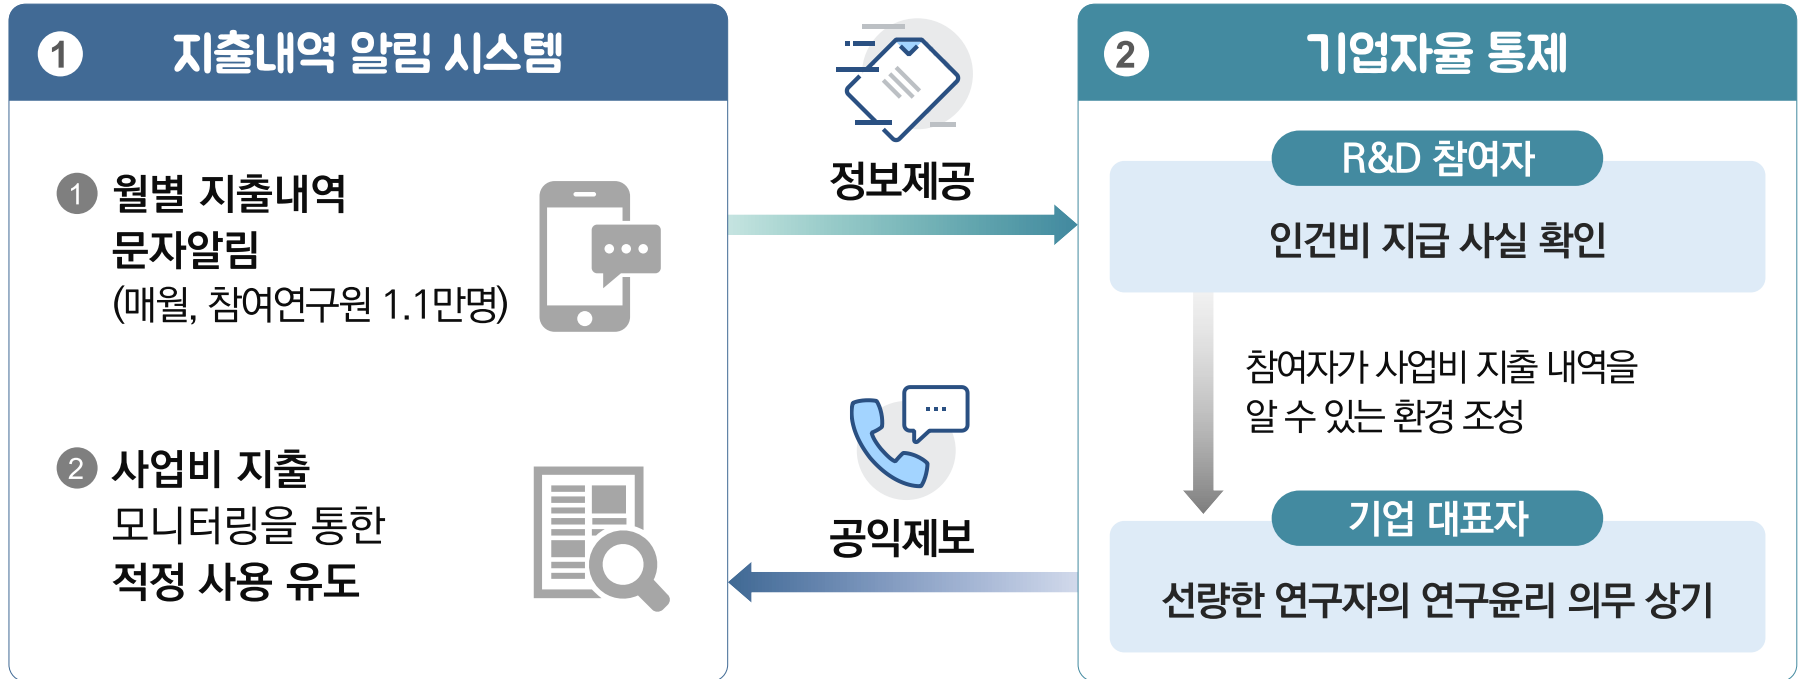 1 지출내역 알림 시스템
1 월별 지출내역
문자알림
(매월, 참여연구원 1.1만명)
2 사업비 지출
모니터링을 통한
적정 사용 유도
정보제공
공익제보
2 기업자율 통제
R&D 참여자
인건비 지급 사실 확인
참여자가 사업비 지출 내역을
알 수 있는 환경 조성
기업 대표자
선량한 연구자의 연구윤리 의무 상기